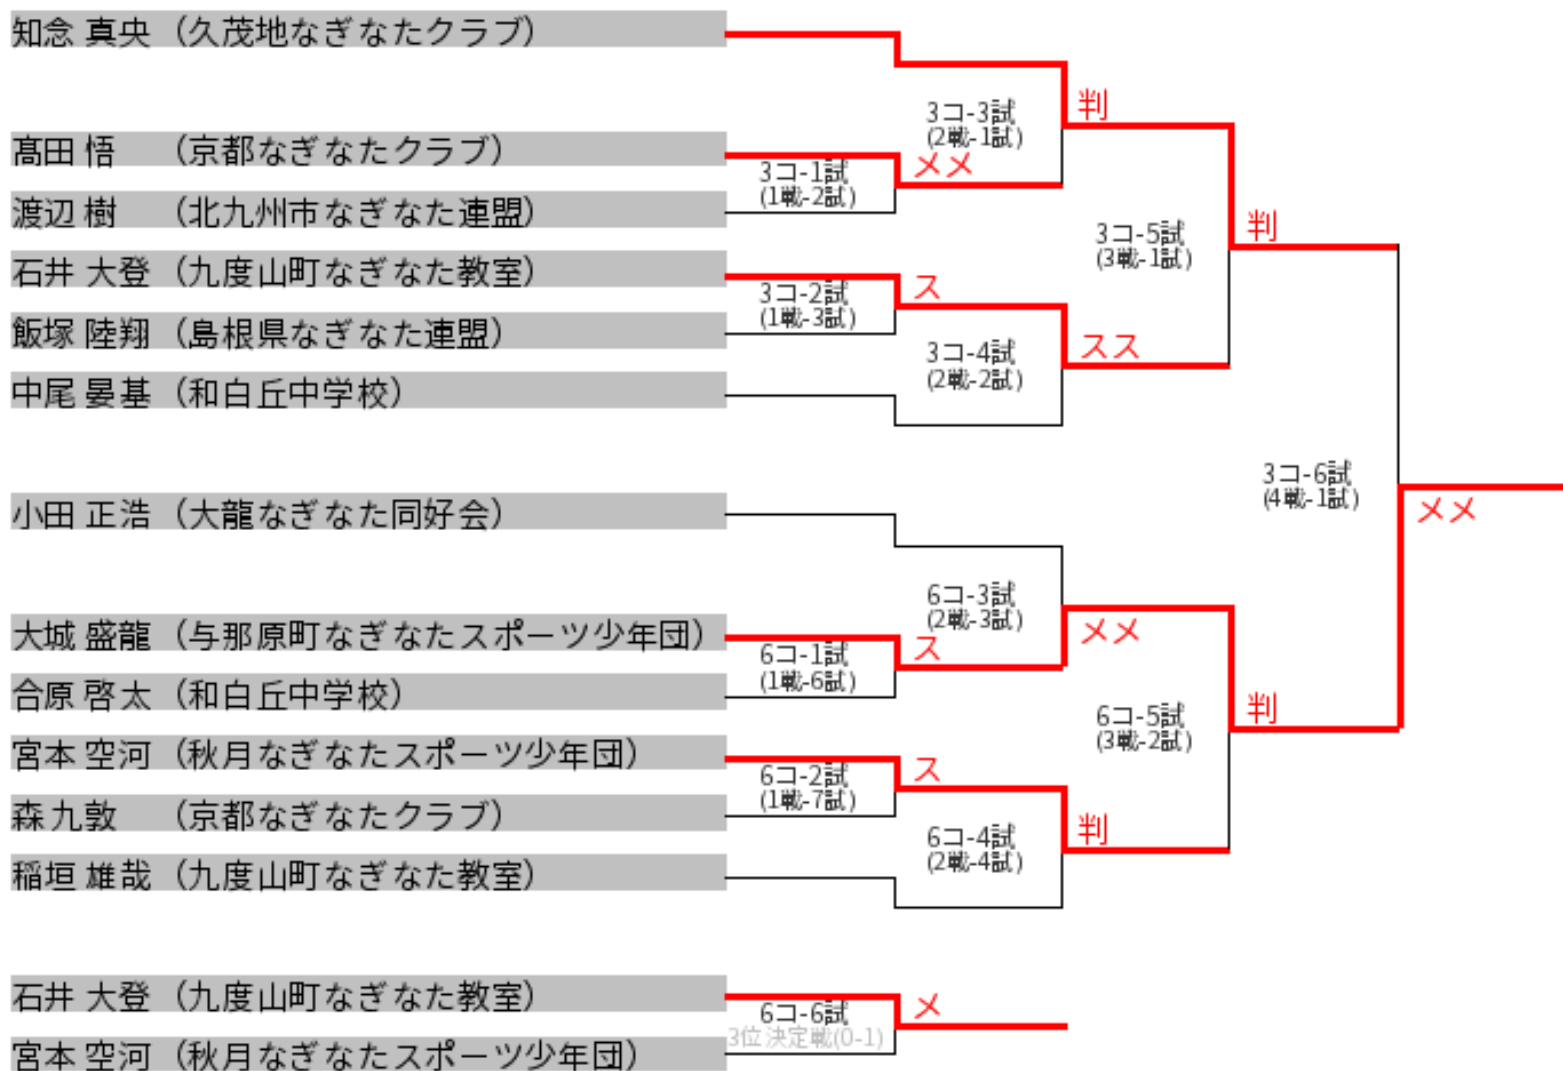 知念 真央 （久茂地なぎなたクラブ）
3コ-3試
(2戦-1試)
判
髙田 悟 （京都なぎなたクラブ）
3コ-1試
(1戦-2試)
メメ
渡辺 樹 （北九州市なぎなた連盟）
3コ-5試
(3戦-1試)
判
石井 大登 （九度山町なぎなた教室）
3コ-2試
(1戦-3試)
ス
飯塚 陸翔 （島根県なぎなた連盟）
3コ-4試
(2戦-2試)
スス
中尾 晏基 （和白丘中学校）
3コ-6試
(4戦-1試)
メメ
小田 正浩 （大龍なぎなた同好会）
6コ-3試
(2戦-3試)
メメ
大城 盛龍 （与那原町なぎなたスポーツ少年団）
6コ-1試
(1戦-6試)
ス
合原 啓太 （和白丘中学校）
6コ-5試
(3戦-2試)
判
宮本 空河 （秋月なぎなたスポーツ少年団）
6コ-2試
(1戦-7試)
ス
森 九敦 （京都なぎなたクラブ）
6コ-4試
(2戦-4試)
判
稲垣 雄哉 （九度山町なぎなた教室）
石井 大登 （九度山町なぎなた教室）
6コ-6試
3位決定戦(0-1)
メ
宮本 空河 （秋月なぎなたスポーツ少年団）